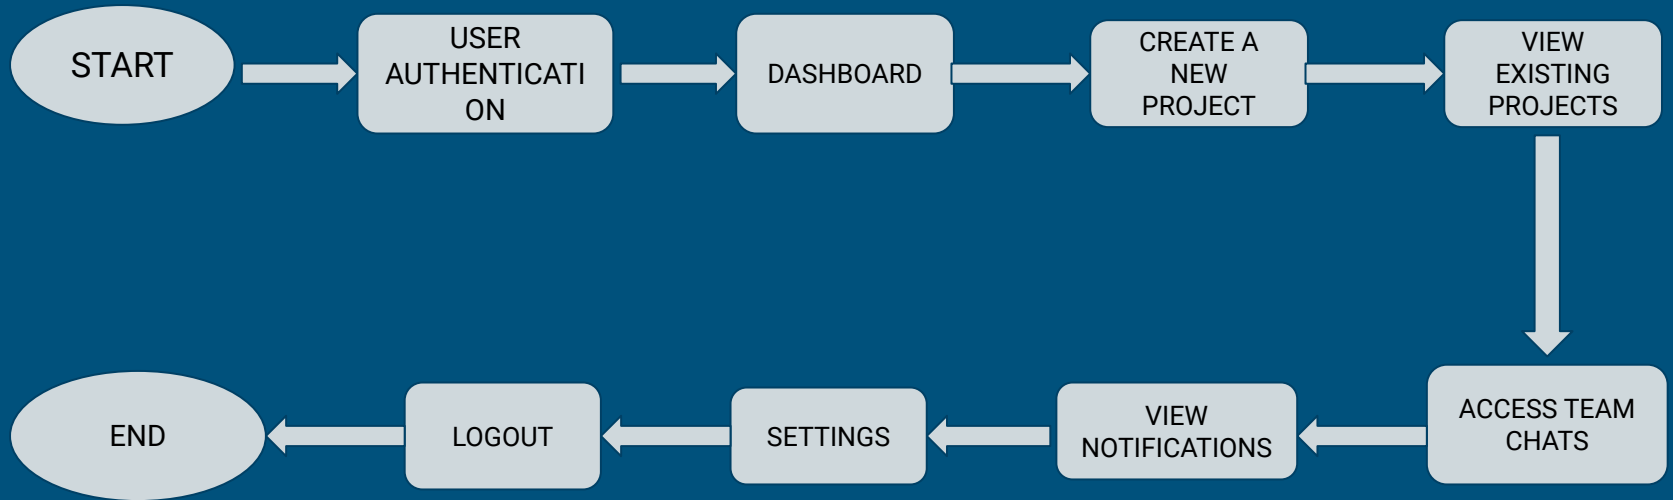 START
USER
AUTHENTICATI
ON
DASHBOARD
CREATE A
NEW
PROJECT
VIEW
EXISTING
PROJECTS
ACCESS TEAM
CHATS
VIEW
NOTIFICATIONS
SETTINGS
LOGOUT
END